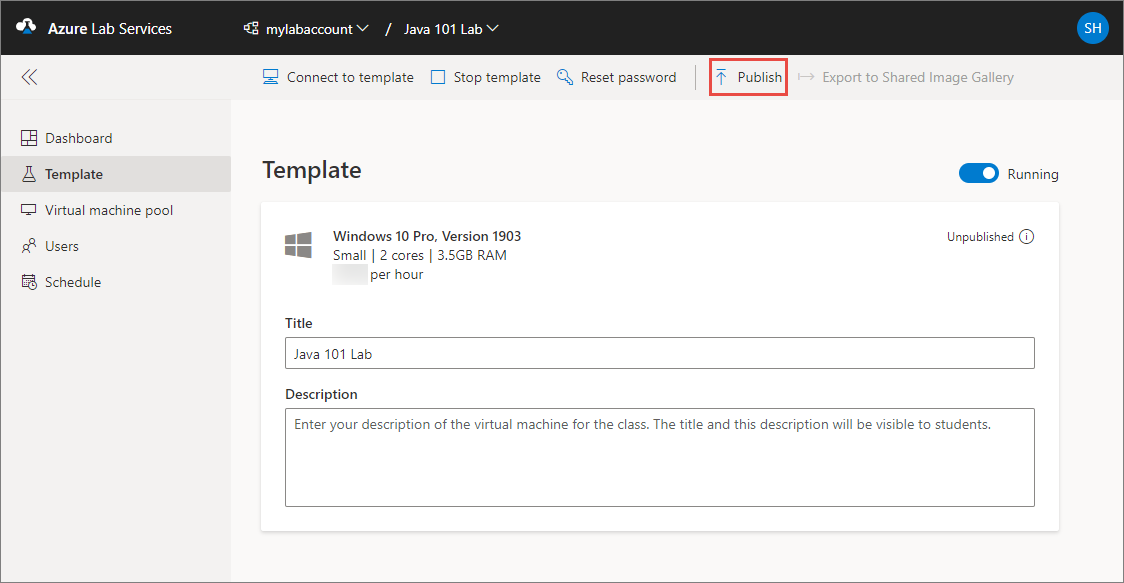 Azure Lab Services mylabaccount / Java 101 Lab SH
Connect to template Stop template Reset password Publish Export to Shared Image Gallery
Dashboard
Template
Virtual machine pool
Users
Schedule
Template
Running
Windows 10 Pro, Version 1903
Unpublished
Small | 2 cores | 3.5GB RAM
per hour
Title
Java 101 Lab
Description
Enter your description of the virtual machine for the class. The title and this description will be visible to students.